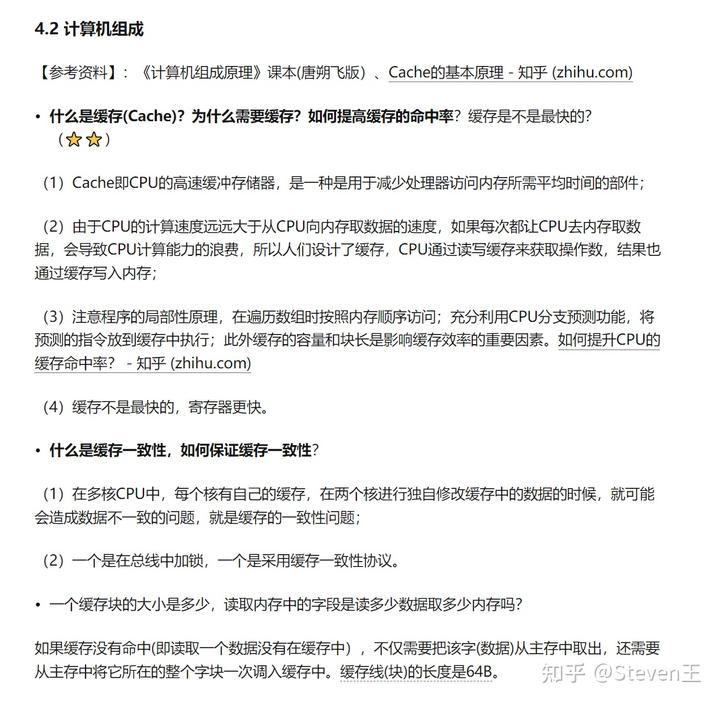 4.2 计算机组成
【参考资料】：《计算机组成原理》课本(唐朔飞版）、Cache的基本原理 - 知乎 (zhihu.com)
• 什么是缓存(Cache)？为什么需要缓存？如何提高缓存的命中率？缓存是不是最快的？
（⭐⭐）
（1）Cache即CPU的高速缓冲存储器，是一种是用于减少处理器访问内存所需平均时间的部件；
（2）由于CPU的计算速度远远大于从CPU向内存取数据的速度，如果每次都让CPU去内存取数
据，会导致CPU计算能力的浪费，所以人们设计了缓存，CPU通过读写缓存来获取操作数，结果也
通过缓存写入内存；
（3）注意程序的局部性原理，在遍历数组时按照内存顺序访问；充分利用CPU分支预测功能，将
预测的指令放到缓存中执行；此外缓存的容量和块长是影响缓存效率的重要因素。如何提升CPU的
缓存命中率？ - 知乎 (zhihu.com)
（4）缓存不是最快的，寄存器更快。
• 什么是缓存一致性，如何保证缓存一致性？
（1）在多核CPU中，每个核有自己的缓存，在两个核进行独自修改缓存中的数据的时候，就可能
会造成数据不一致的问题，就是缓存的一致性问题；
（2）一个是在总线中加锁，一个是采用缓存一致性协议。
• 一个缓存块的大小是多少，读取内存中的字段是读多少数据取多少内存吗？
如果缓存没有命中(即读取一个数据没有在缓存中），不仅需要把该字(数据)从主存中取出，还需要
从主存中将它所在的整个字块一次调入缓存中。缓存线(块)的长度是64B。
知乎 @Steven王